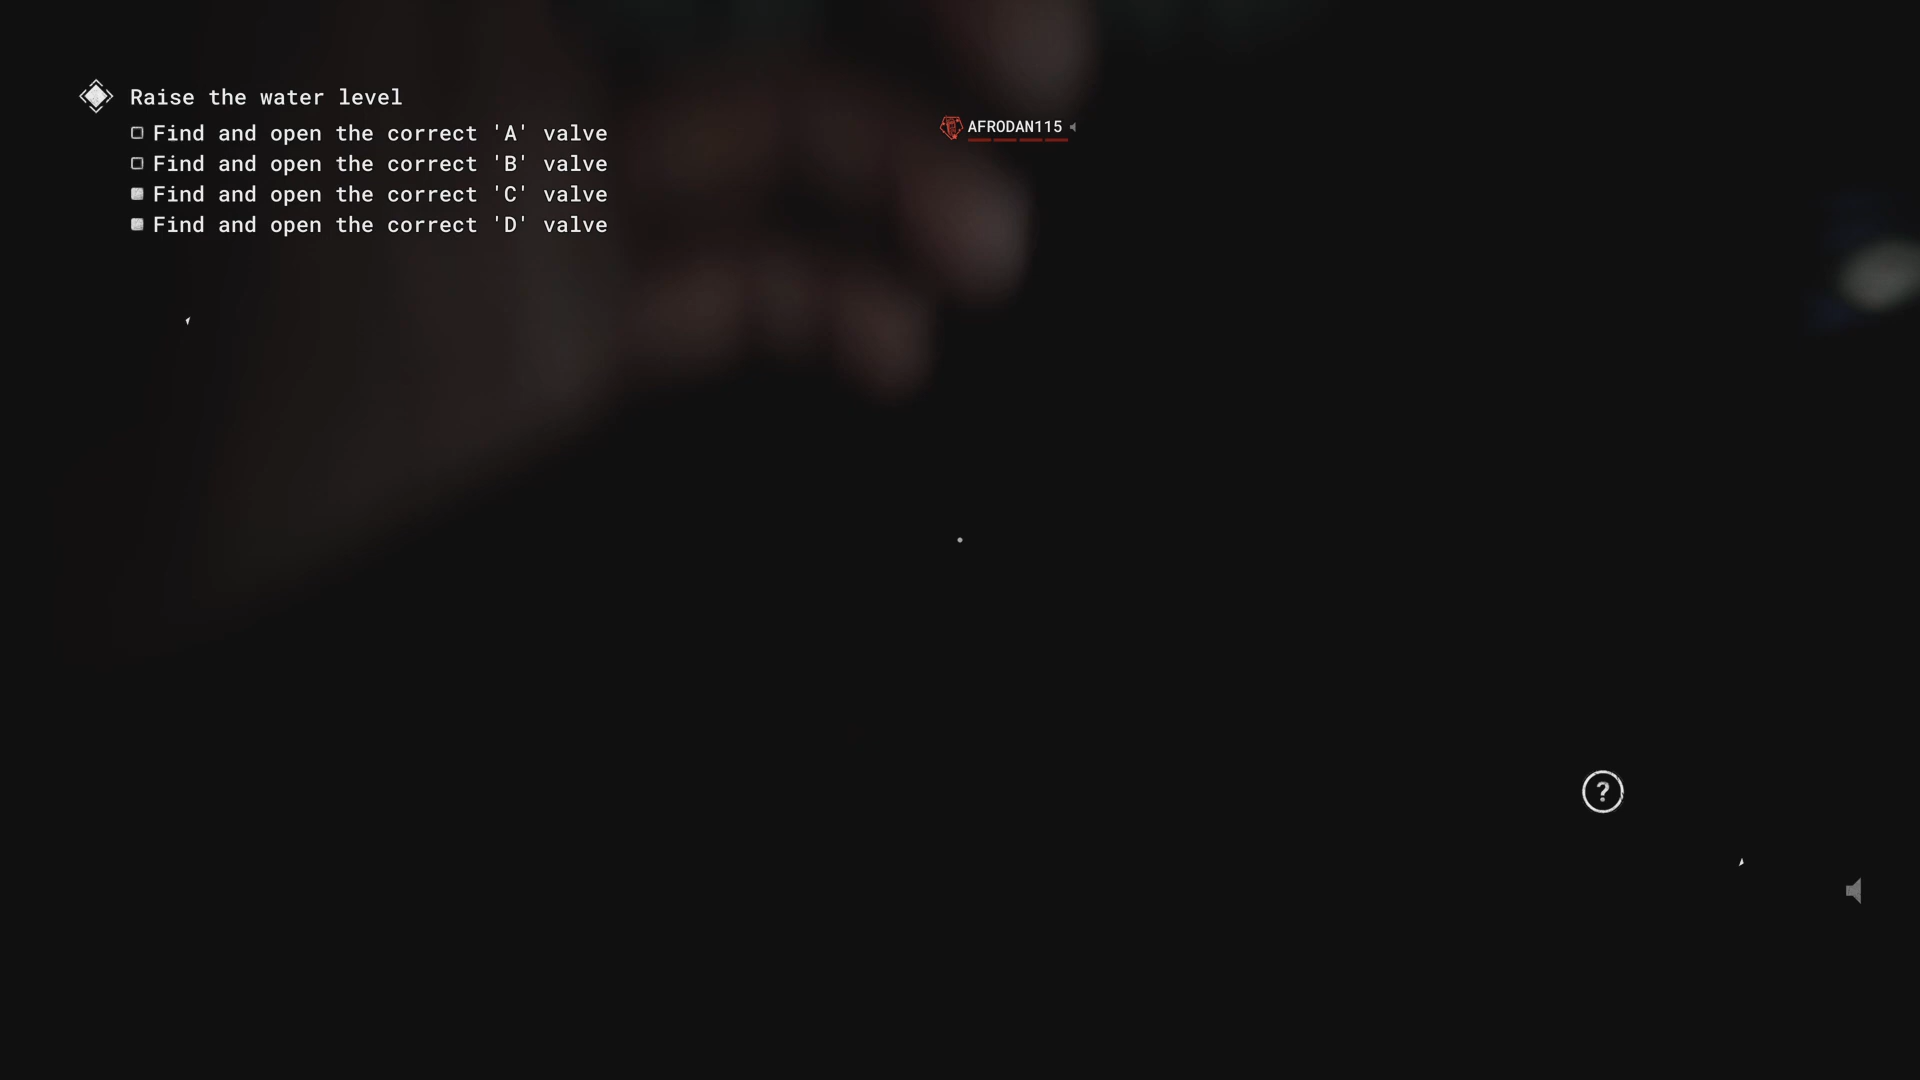 Raise the water level
Find and open the correct 'A' valve
AFRODAN115
Find and open the correct 'B' valve
Find and open the correct 'C' valve
Find and open the correct 'D' valve
?